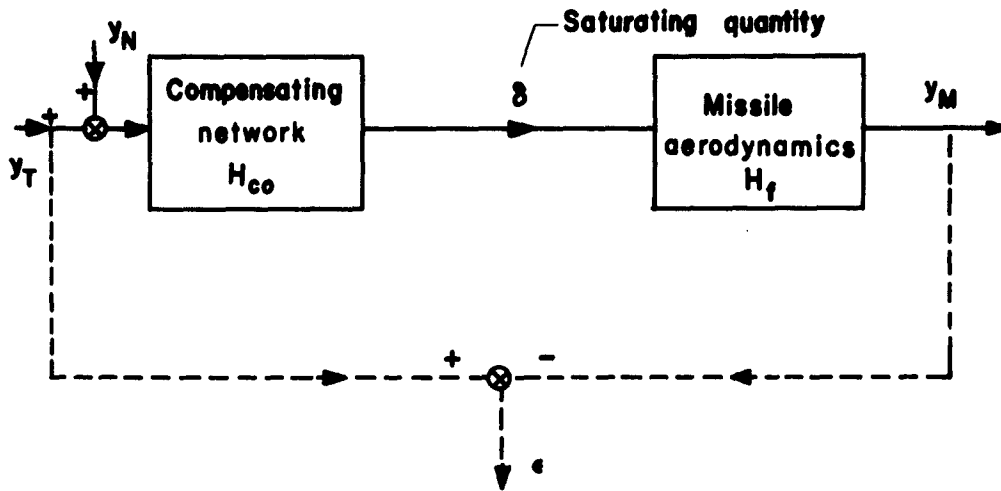 Saturating quantity
y_N
+
Compensating
network
H_co
δ
Missile
aerodynamics
H_f
y_M
+
y_T
+
−
ϵ